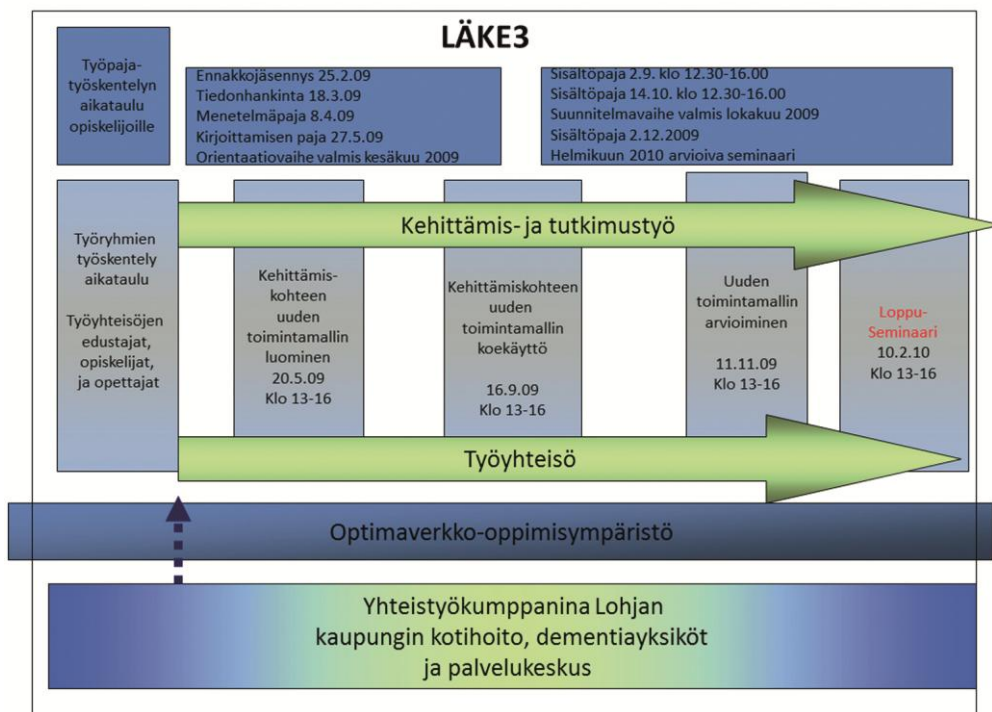 LÄKE3
Työpaja-
työskentelyn
aikataulu
opiskelijoille
Ennakkojäsennys 25.2.09
Tiedonhankinta 18.3.09
Menetelmäpaja 8.4.09
Kirjoittamisen paja 27.5.09
Orientaatiovaihe valmis kesäkuu 2009
Sisältöpaja 2.9. klo 12.30-16.00
Sisältöpaja 14.10. klo 12.30-16.00
Suunnitelmavaihe valmis lokakuu 2009
Sisältöpaja 2.12.2009
Helmikuun 2010 arvioiva seminaari
Kehittämis- ja tutkimustyö
Työryhmien
työskentely
aikataulu
Työyhteisöjen
edustajat,
opiskelijat,
ja opettajat
Kehittämis-
kohteen
uuden
toimintamallin
luominen
20.5.09
Klo 13-16
Kehittämiskohteen
uuden
toimintamallin
koekäyttö
16.9.09
Klo 13-16
Uuden
toimintamallin
arvioiminen
11.11.09
Klo 13-16
Loppu-
Seminaari
10.2.10
Klo 13-16
Työyhteisö
Optimaverkko-oppimisympäristö
Yhteistyökumppanina Lohjan
kaupungin kotihoito, dementiayksiköt
ja palvelukeskus